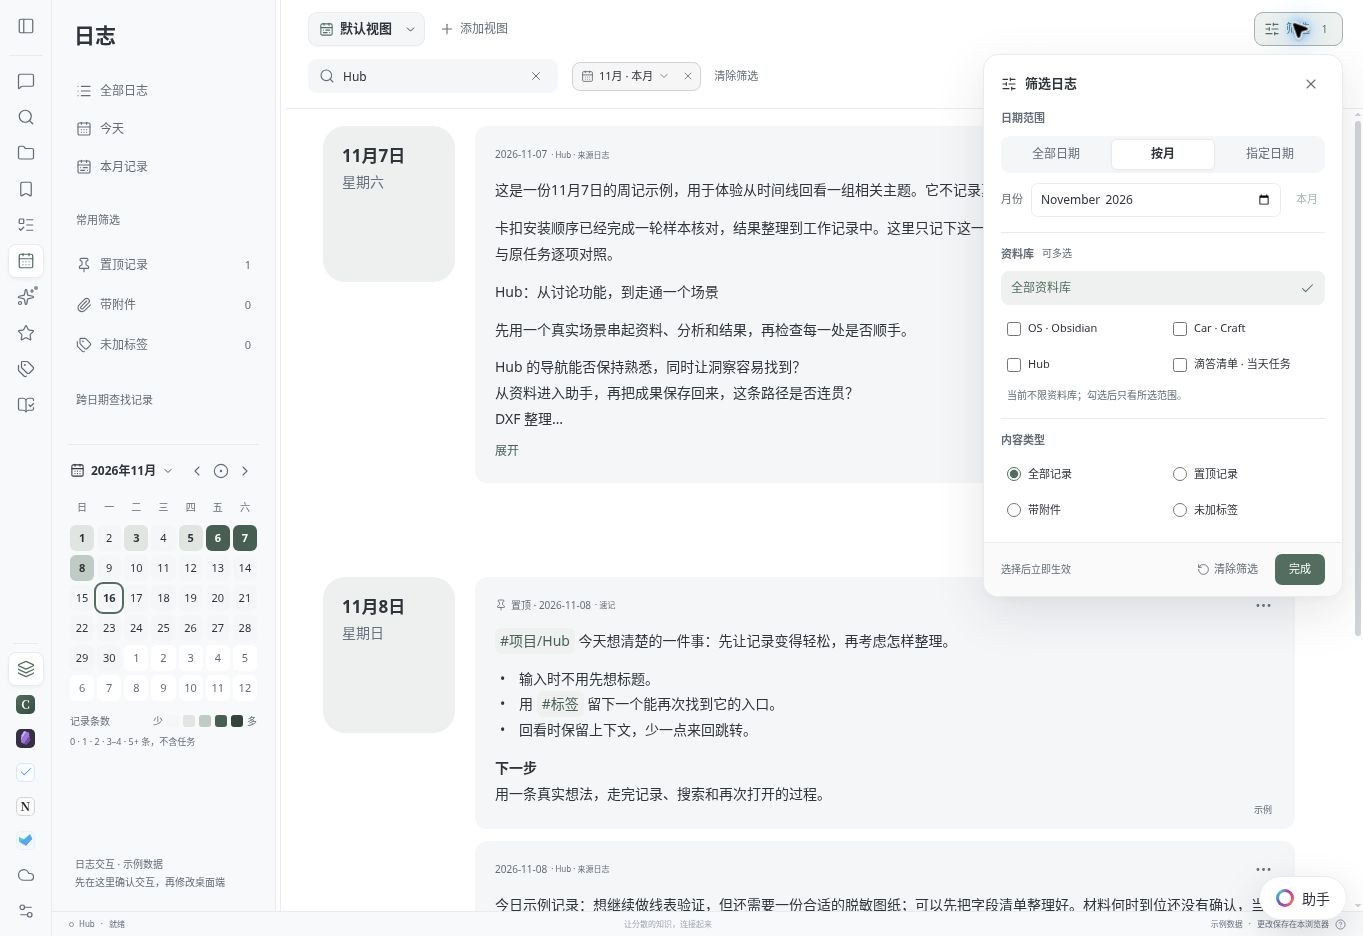 日志
全部日志
今天
本月记录
常用筛选
置顶记录 1
带附件 0
未加标签 0
跨日期查找记录
2026年11月
日 一 二 三 四 五 六
1 2 3 4 5 6 7
8 9 10 11 12 13 14
15 16 17 18 19 20 21
22 23 24 25 26 27 28
29 30 1 2 3 4 5
6 7 8 9 10 11 12
记录条数 少 多
0 · 1 · 2 · 3–4 · 5+ 条，不含任务
日志交互 · 示例数据
先在这里确认交互，再修改桌面端
C
N
默认视图
添加视图
1
Hub
11月 · 本月
清除筛选
11月7日
星期六
2026-11-07 · Hub · 来源日志
这是一份11月7日的周记示例，用于体验从时间线回看一组相关主题。它不记录
卡扣安装顺序已经完成一轮样本核对，结果整理到工作记录中。这里只记下这一
与原任务逐项对照。
Hub：从讨论功能，到走通一个场景
先用一个真实场景串起资料、分析和结果，再检查每一处是否顺手。
Hub 的导航能否保持熟悉，同时让洞察容易找到？
从资料进入助手，再把成果保存回来，这条路径是否连贯？
DXF 整理...
展开
11月8日
星期日
置顶 · 2026-11-08 · 速记
#项目/Hub 今天想清楚的一件事：先让记录变得轻松，再考虑怎样整理。
• 输入时不用先想标题。
• 用 #标签 留下一个能再次找到它的入口。
• 回看时保留上下文，少一点来回跳转。
下一步
用一条真实想法，走完记录、搜索和再次打开的过程。
示例
2026-11-08 · Hub · 来源日志
今日示例记录：想继续做线表验证，但还需要一份合适的脱敏图纸；可以先把字段清单整理好。材料何时到位还没有确认，
筛选日志
日期范围
全部日期 按月 指定日期
月份 November 2026 本月
资料库 可多选
全部资料库
OS · Obsidian Car · Craft
Hub 滴答清单 · 当天任务
当前不限资料库；勾选后只看所选范围。
内容类型
全部记录 置顶记录
带附件 未加标签
选择后立即生效 清除筛选 完成
助手
Hub · 就绪
让分散的知识，连接起来
示例数据 · 更改保存在本浏览器